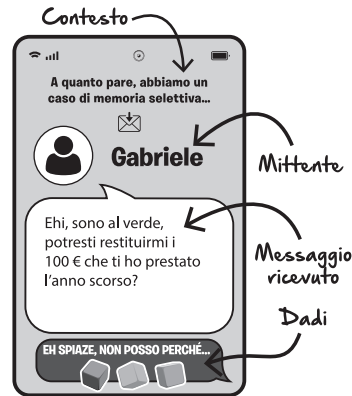 Contesto
A quanto pare, abbiamo un
caso di memoria selettiva...
Gabriele
Mittente
Ehi, sono al verde,
potresti restituirmi i
100 € che ti ho prestato
l'anno scorso?
Messaggio
ricevuto
Dadi
EH SPIAZE, NON POSSO PERCHÉ...